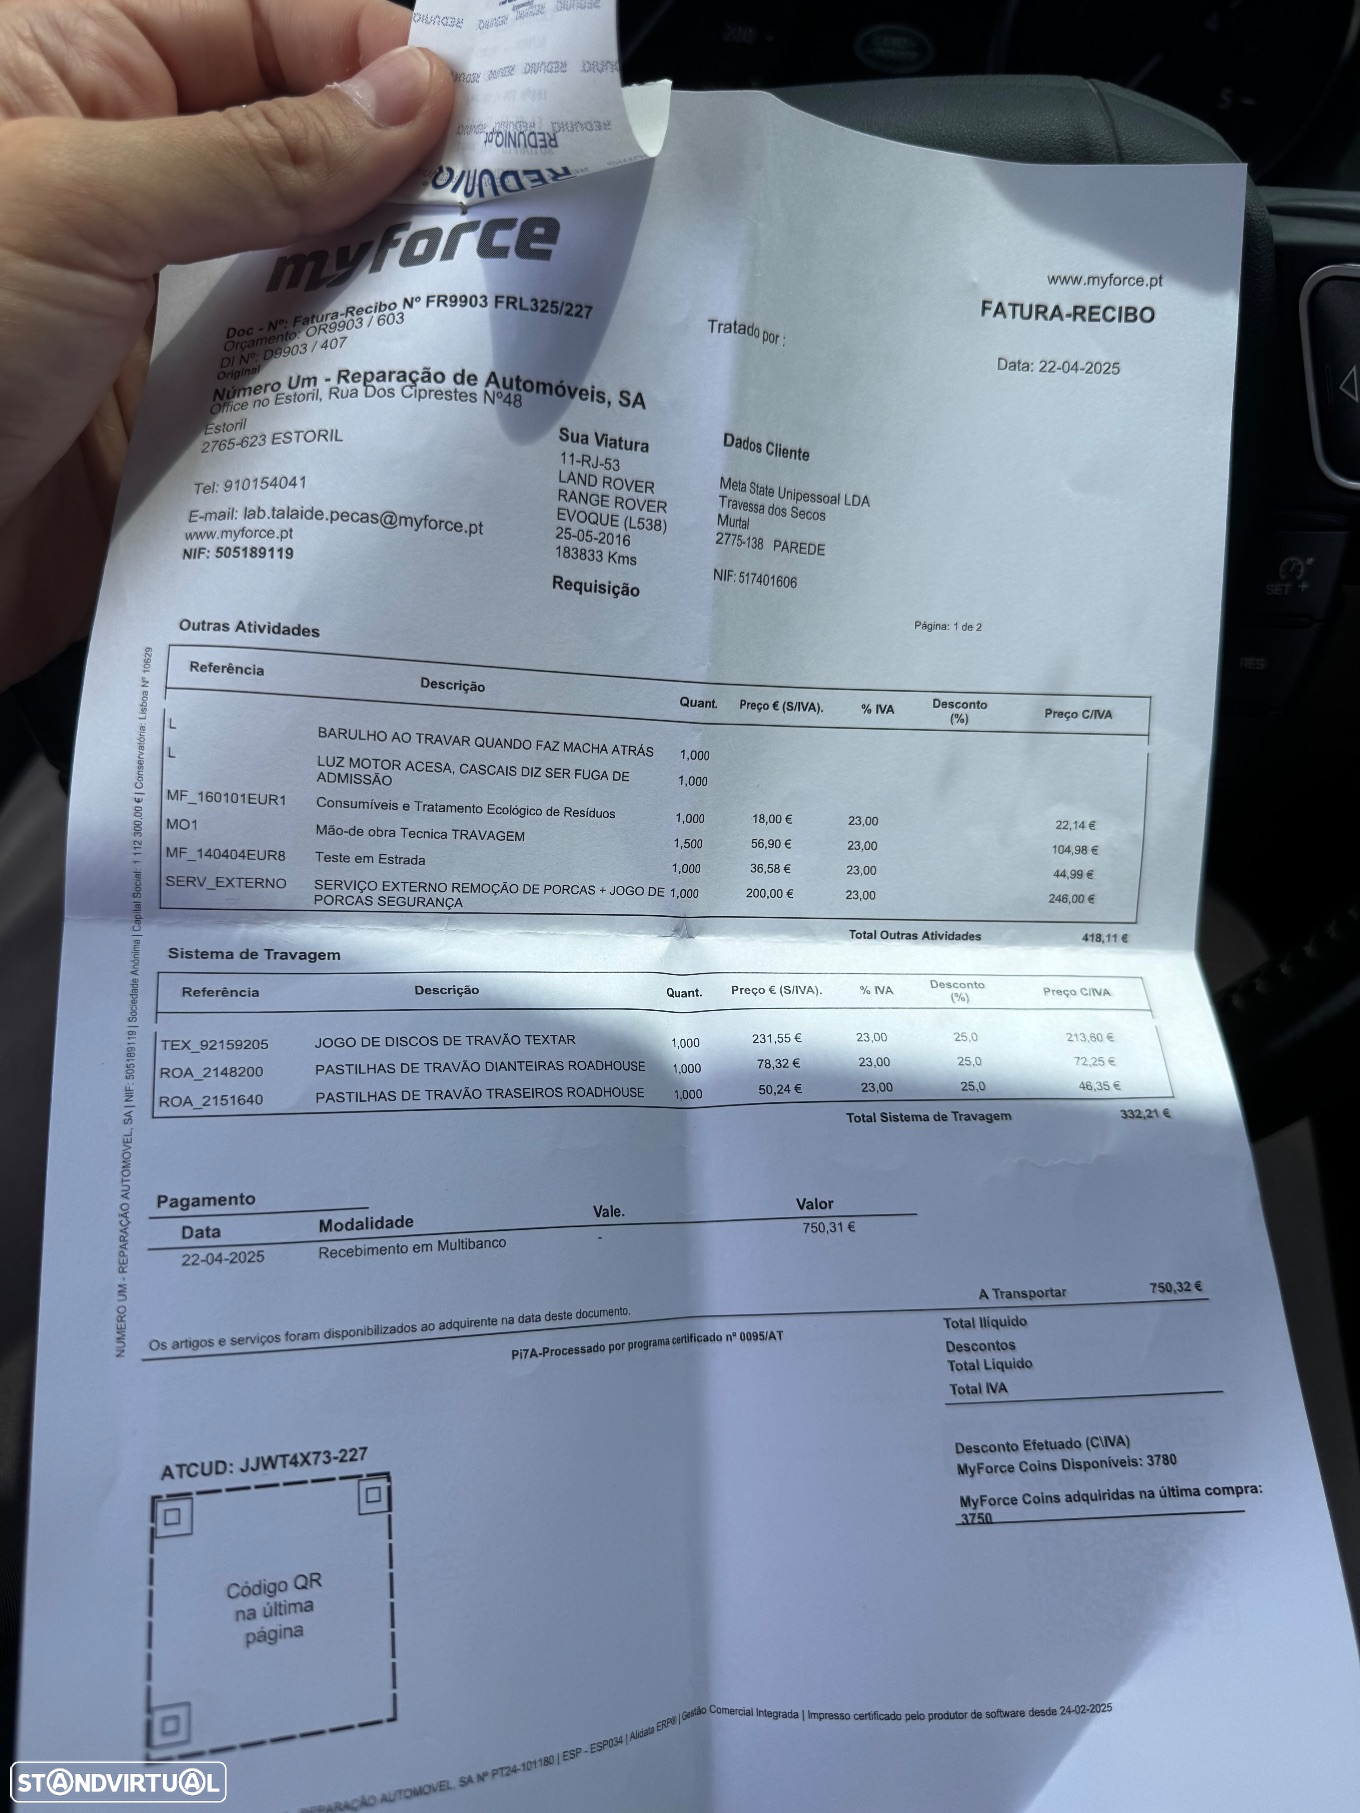 REDUNIQ
REDUNIQ.pt
myforce
www.myforce.pt
FATURA-RECIBO
Doc - Nº: Fatura-Recibo Nº FR9903 FRL325/227
Orçamento: OR9903 / 603
DI Nº: D9903 / 407
Original
Tratado por :
Data: 22-04-2025
Número Um - Reparação de Automóveis, SA
Office no Estoril, Rua Dos Ciprestes Nº48
Estoril
2765-623 ESTORIL
Tel: 910154041
E-mail: lab.talaide.pecas@myforce.pt
www.myforce.pt
NIF: 505189119
Sua Viatura
11-RJ-53
LAND ROVER
RANGE ROVER
EVOQUE (L538)
25-05-2016
183833 Kms
Requisição
Dados Cliente
Meta State Unipessoal LDA
Travessa dos Secos
Murtal
2775-138 PAREDE
NIF: 517401606
Página: 1 de 2
Outras Atividades
Referência Descrição Quant. Preço € (S/IVA). % IVA Desconto (%) Preço C/IVA
L BARULHO AO TRAVAR QUANDO FAZ MACHA ATRÁS 1,000
L LUZ MOTOR ACESA, CASCAIS DIZ SER FUGA DE 1,000
ADMISSÃO
MF_160101EUR1 Consumíveis e Tratamento Ecológico de Resíduos 1,000 18,00 € 23,00 22,14 €
MO1 Mão-de obra Tecnica TRAVAGEM 1,500 56,90 € 23,00 104,98 €
MF_140404EUR8 Teste em Estrada 1,000 36,58 € 23,00 44,99 €
SERV_EXTERNO SERVIÇO EXTERNO REMOÇÃO DE PORCAS + JOGO DE 1,000 200,00 € 23,00 246,00 €
PORCAS SEGURANÇA
Total Outras Atividades 418,11 €
Sistema de Travagem
Referência Descrição Quant. Preço € (S/IVA). % IVA Desconto (%) Preço C/IVA
TEX_92159205 JOGO DE DISCOS DE TRAVÃO TEXTAR 1,000 231,55 € 23,00 25,0 213,60 €
ROA_2148200 PASTILHAS DE TRAVÃO DIANTEIRAS ROADHOUSE 1,000 78,32 € 23,00 25,0 72,25 €
ROA_2151640 PASTILHAS DE TRAVÃO TRASEIROS ROADHOUSE 1,000 50,24 € 23,00 25,0 46,35 €
Total Sistema de Travagem 332,21 €
Pagamento
Data Modalidade Vale. Valor
22-04-2025 Recebimento em Multibanco - 750,31 €
A Transportar 750,32 €
Os artigos e serviços foram disponibilizados ao adquirente na data deste documento.
Pi7A-Processado por programa certificado nº 0095/AT
Total Ilíquido
Descontos
Total Líquido
Total IVA
Desconto Efetuado (C\IVA)
MyForce Coins Disponíveis: 3780
MyForce Coins adquiridas na última compra:
3750
ATCUD: JJWT4X73-227
Código QR
na última
página
NUMERO UM - REPARAÇÃO AUTOMOVEL, SA | NIF: 505189119 | Sociedade Anónima | Capital Social: 1 112 300,00 € | Conservatória: Lisboa Nº 10629
REPARAÇÃO AUTOMOVEL, SA Nº PT24-101180 | ESP - ESP034 | Alidata ERP® | Gestão Comercial Integrada | Impresso certificado pelo produtor de software desde 24-02-2025
SET +
RES
5
STANDVIRTUAL